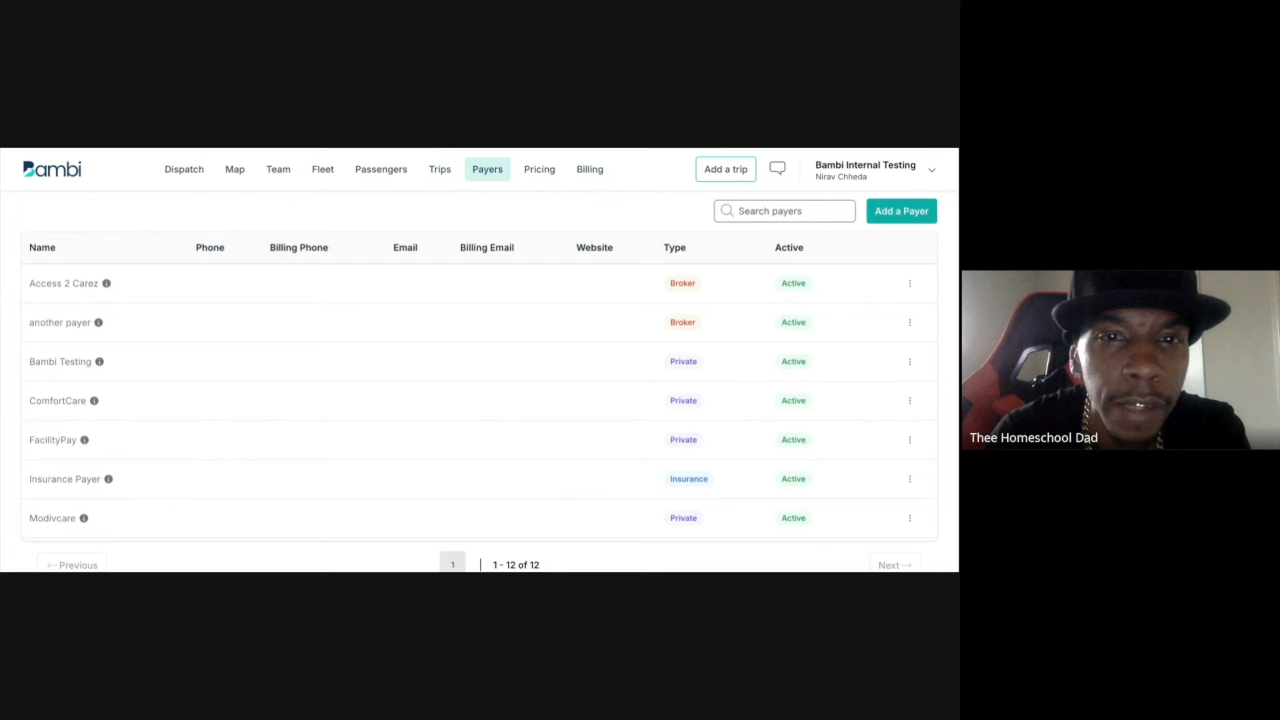 Bambi Dispatch Map Team Fleet Passengers Trips Payers Pricing Billing Add a trip Bambi Internal Testing
Nirav Chheda
Search payers Add a Payer
Name Phone Billing Phone Email Billing Email Website Type Active
Access 2 Carez Broker Active
another payer Broker Active
Bambi Testing Private Active
ComfortCare Private Active
FacilityPay Private Active
Insurance Payer Insurance Active
Modivcare Private Active
← Previous 1 | 1 - 12 of 12 Next →
Thee Homeschool Dad